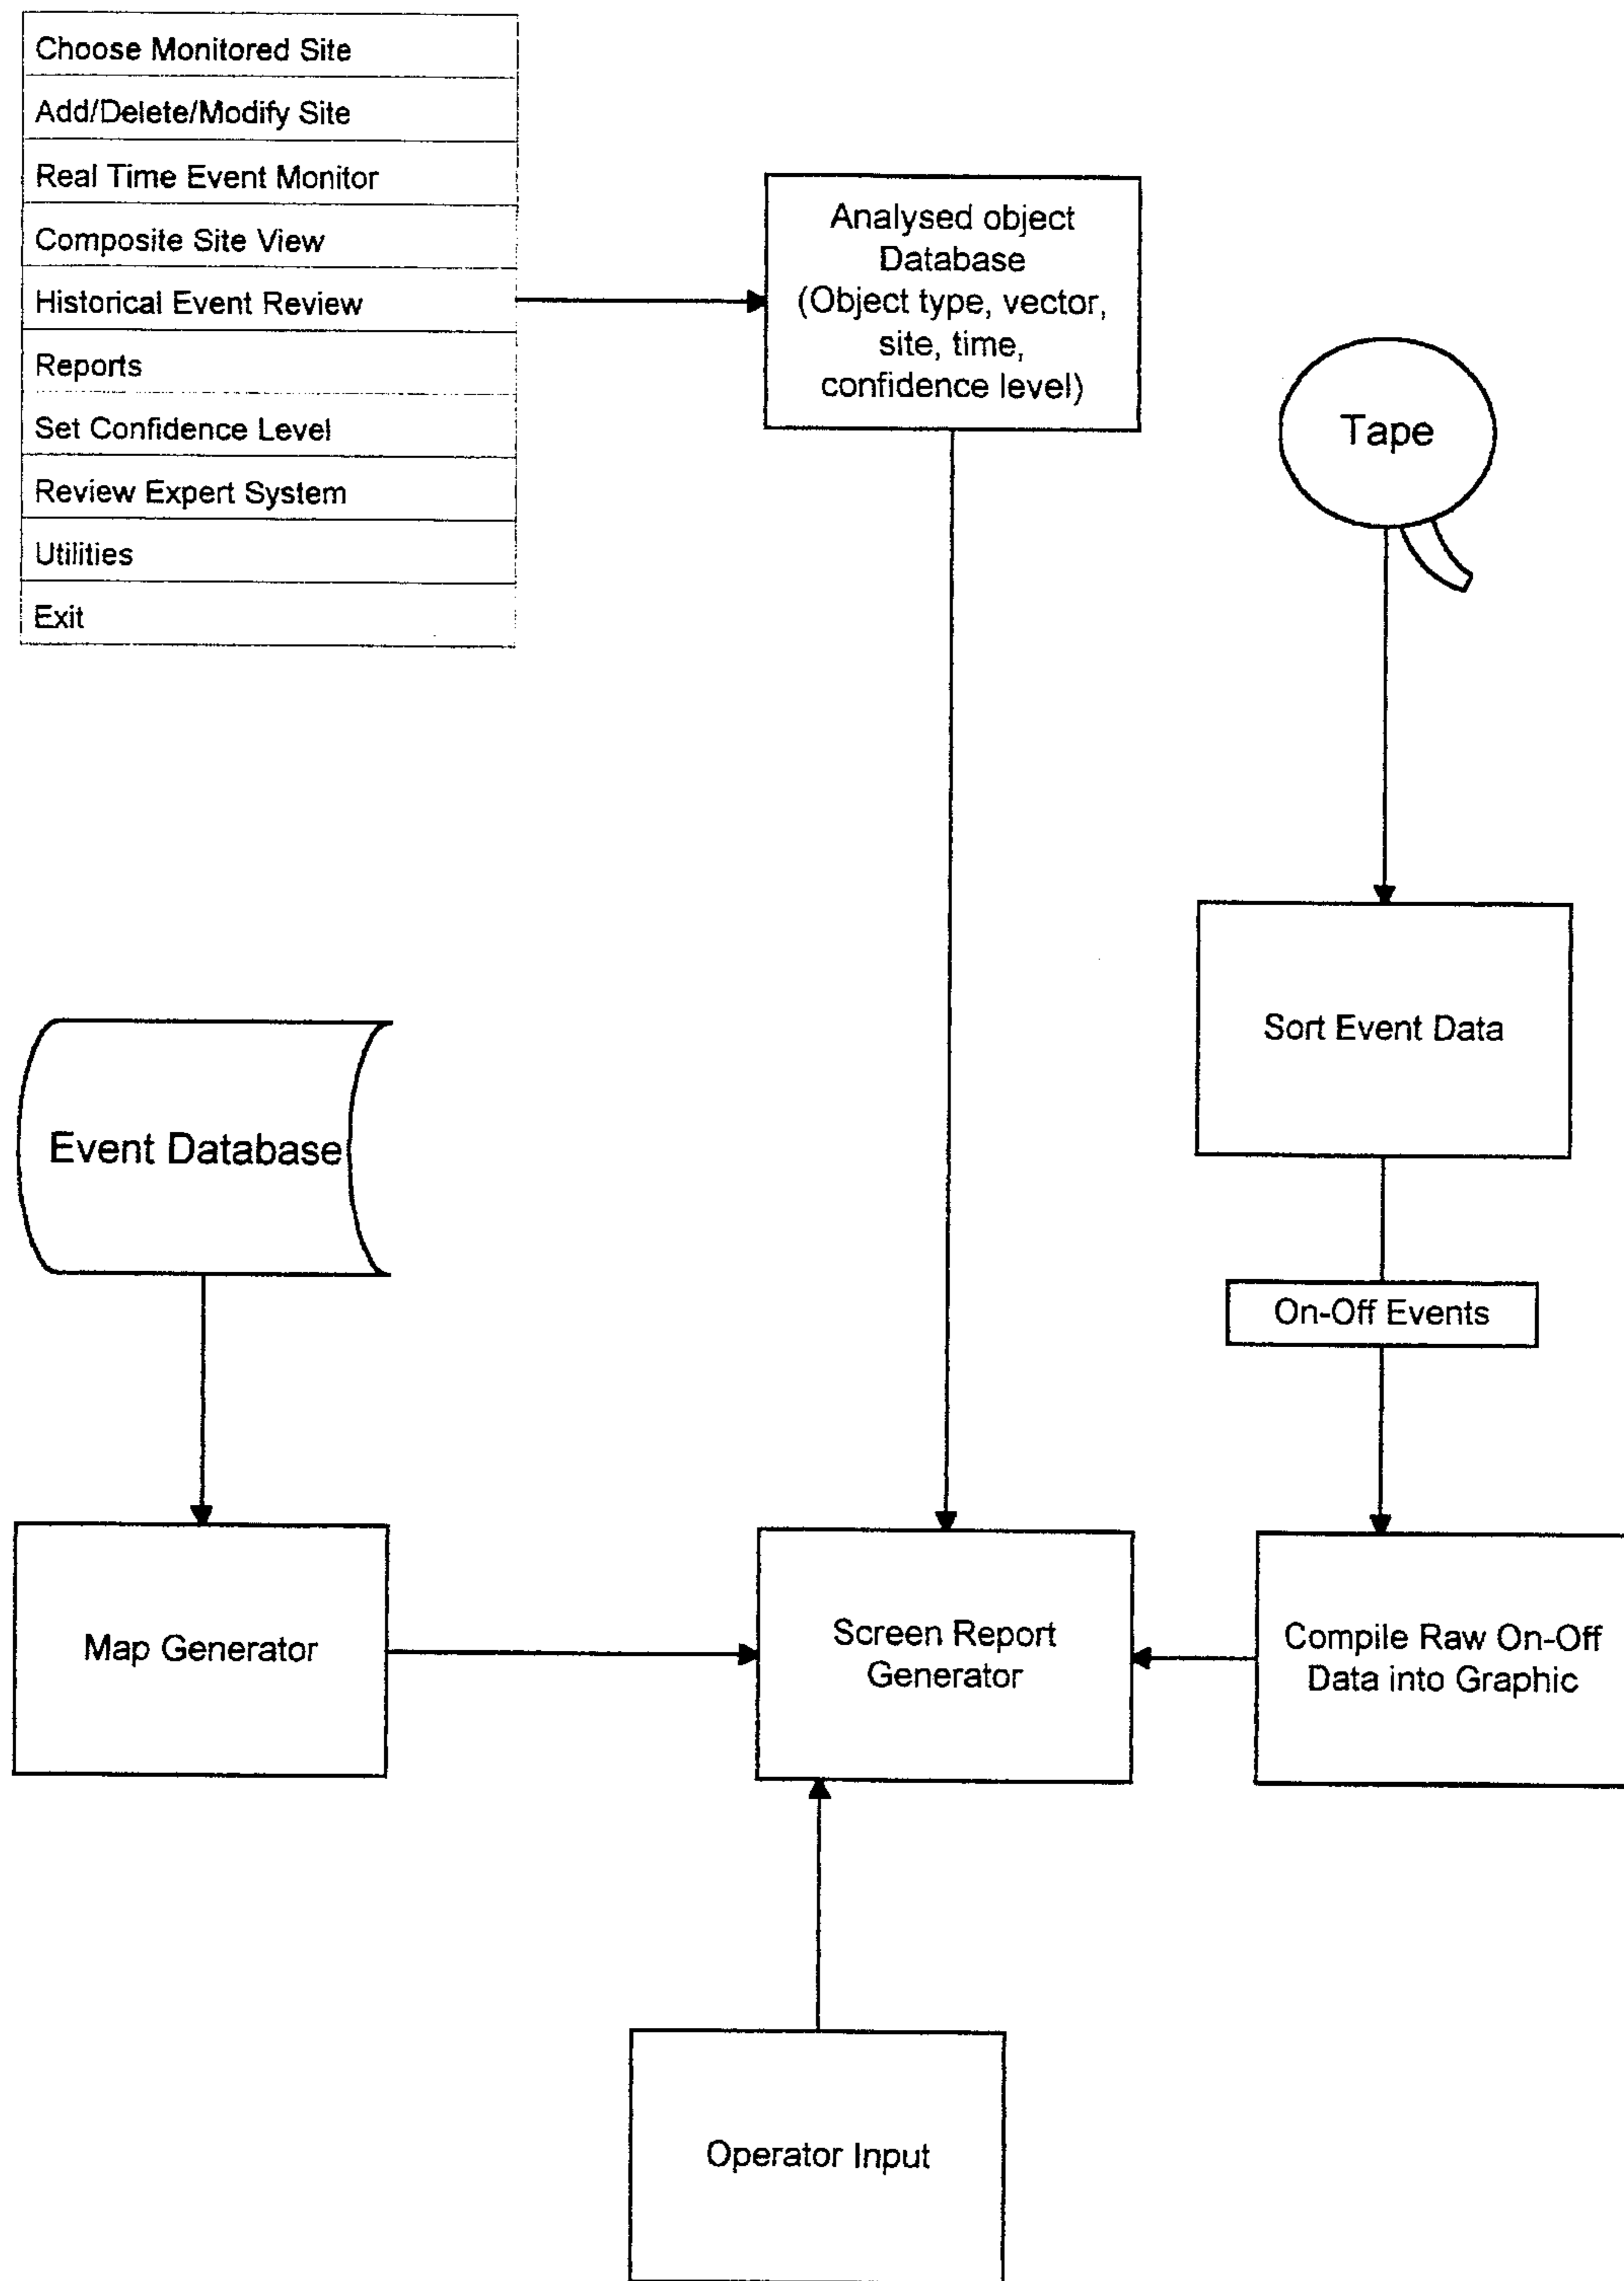 Choose Monitored Site
Add/Delete/Modify Site
Real Time Event Monitor
Composite Site View
Historical Event Review
Reports
Set Confidence Level
Review Expert System
Utilities
Exit
Analysed object
Database
(Object type, vector,
site, time,
confidence level)
Tape
Sort Event Data
Event Database
On-Off Events
Map Generator
Screen Report
Generator
Compile Raw On-Off
Data into Graphic
Operator Input